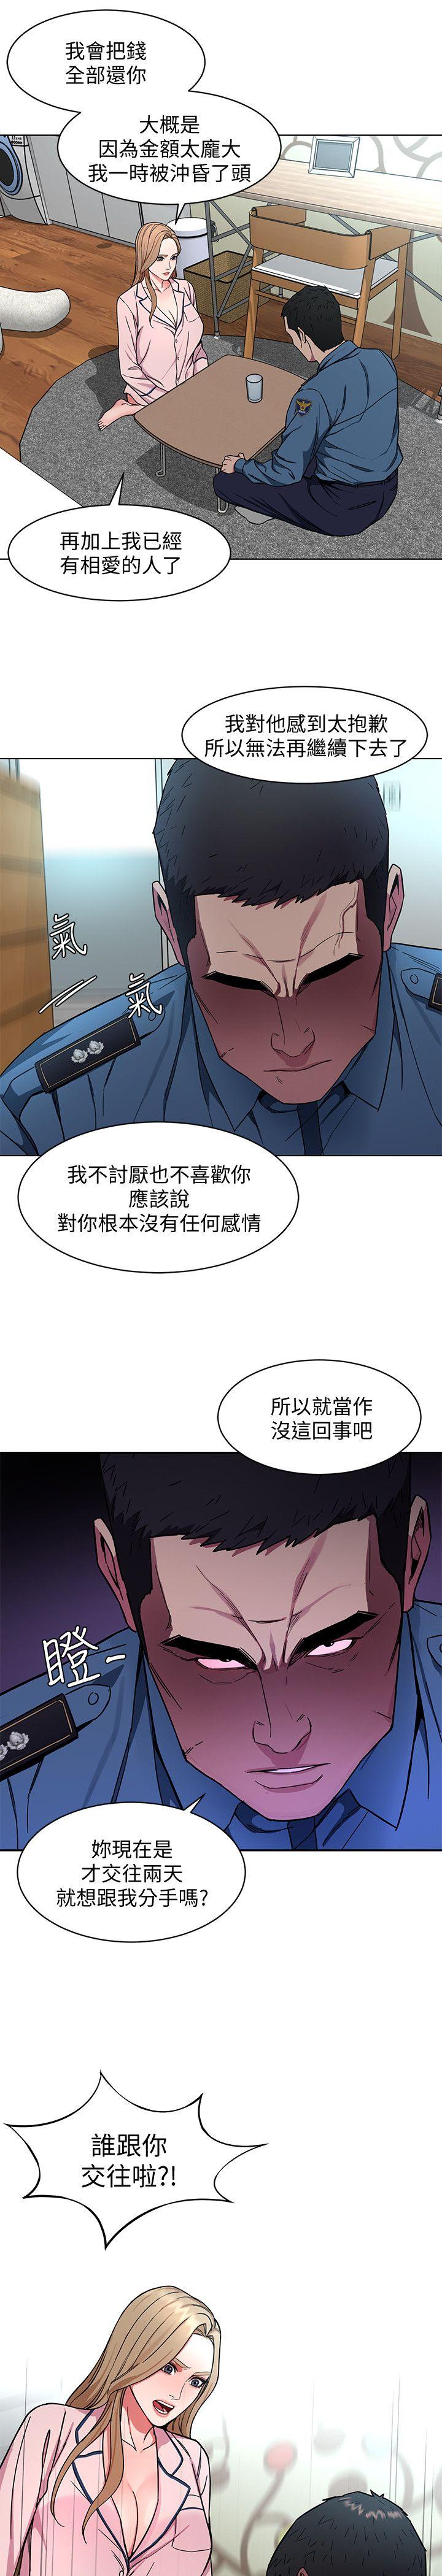 我會把錢
全部還你
大概是
因為金額太龐大
我一時被沖昏了頭
再加上我已經
有相愛的人了
我對他感到太抱歉
所以無法再繼續下去了
氣
氣
我不討厭也不喜歡你
應該說
對你根本沒有任何感情
所以就當作
沒這回事吧
瞪
妳現在是
才交往兩天
就想跟我分手嗎?
誰跟你
交往啦?!